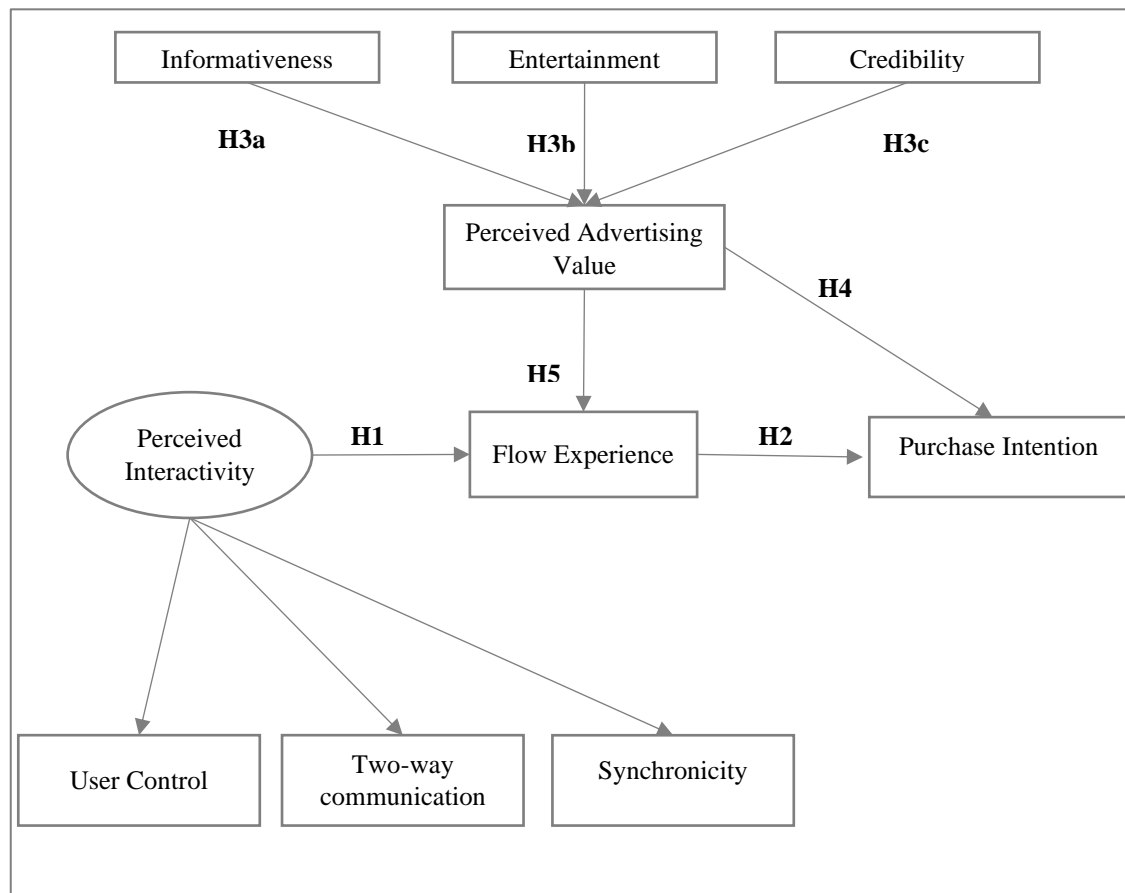 Informativeness
Entertainment
Credibility
H3a
H3b
H3c
Perceived Advertising
Value
H4
H5
Perceived
Interactivity
H1
Flow Experience
H2
Purchase Intention
User Control
Two-way
communication
Synchronicity